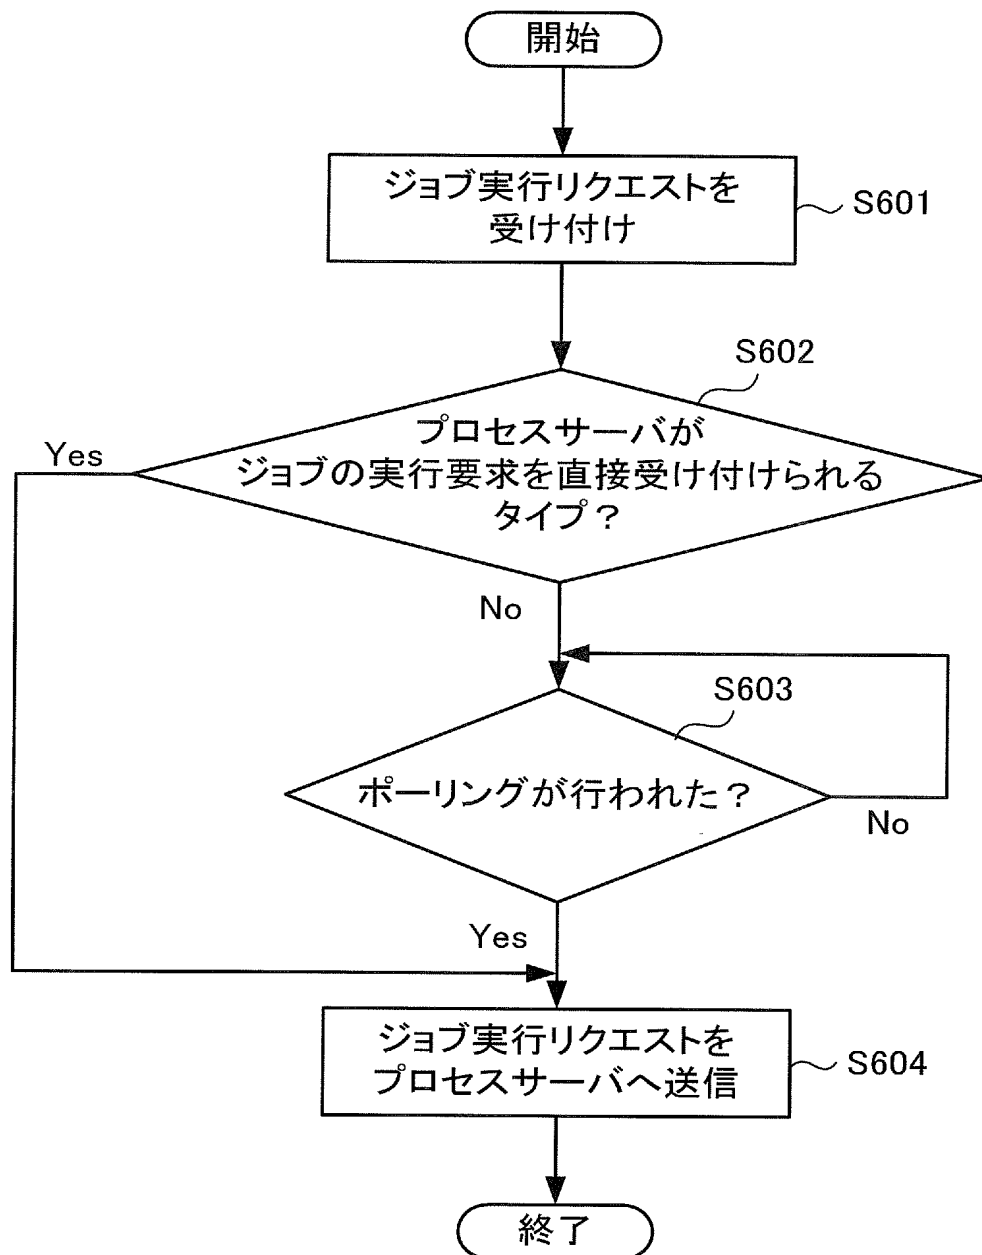 開始
ジョブ実行リクエストを
受け付け
S601
S602
プロセスサーバが
ジョブの実行要求を直接受け付けられる
タイプ？
Yes
No
S603
ポーリングが行われた？
No
Yes
ジョブ実行リクエストを
プロセスサーバへ送信
S604
終了